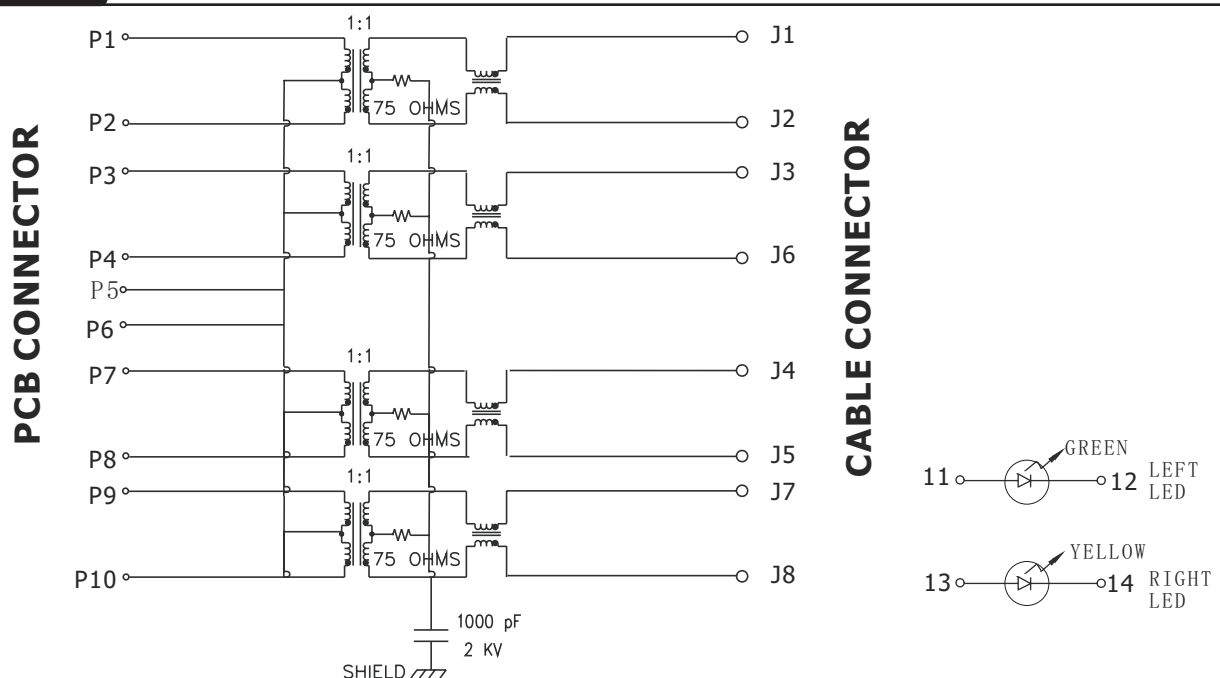 PCB CONNECTOR
P1
P2
P3
P4
P5
P6
P7
P8
P9
P10
1:1
75 OHMS
1:1
75 OHMS
1:1
75 OHMS
1:1
75 OHMS
1000 pF
2 KV
SHIELD
J1
J2
J3
J6
J4
J5
J7
J8
CABLE CONNECTOR
11
GREEN
12
LEFT
LED
13
YELLOW
14
RIGHT
LED